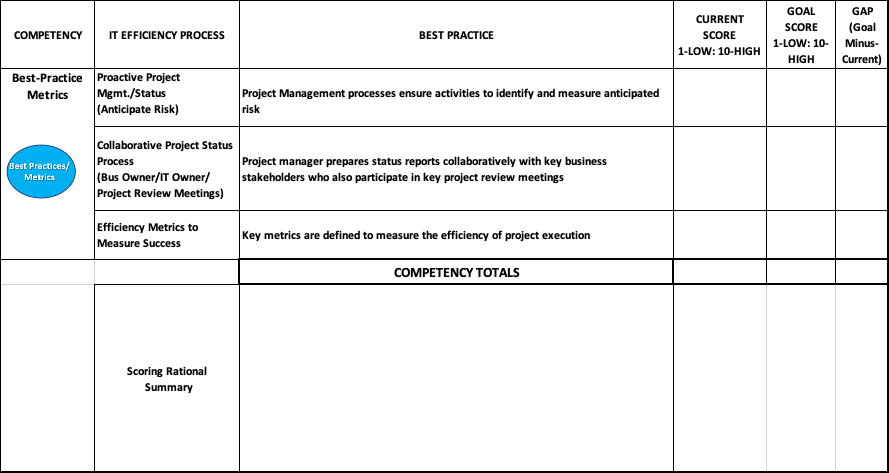 COMPETENCY
IT EFFICIENCY PROCESS
BEST PRACTICE
CURRENT
SCORE
1-LOW: 10-HIGH
GOAL
SCORE
1-LOW: 10-
HIGH
GAP
(Goal
Minus-
Current)
Best-Practice
Metrics
Best Practices/
Metrics
Proactive Project
Mgmt./Status
(Anticipate Risk)
Project Management processes ensure activities to identify and measure anticipated
risk
Collaborative Project Status
Process
(Bus Owner/IT Owner/
Project Review Meetings)
Project manager prepares status reports collaboratively with key business
stakeholders who also participate in key project review meetings
Efficiency Metrics to
Measure Success
Key metrics are defined to measure the efficiency of project execution
COMPETENCY TOTALS
Scoring Rational
Summary